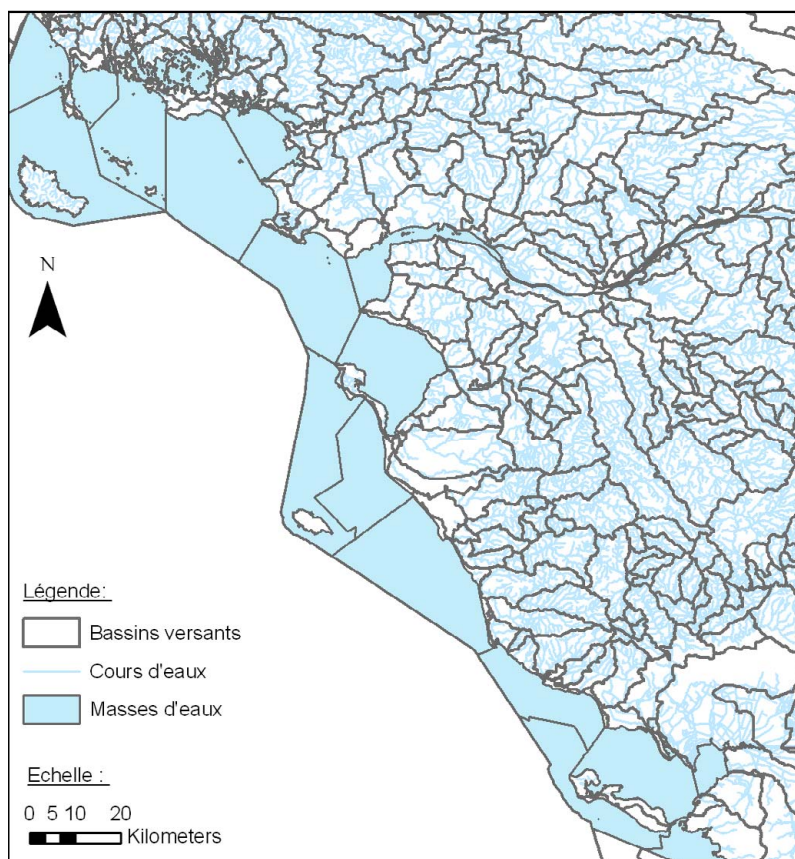 N
Légende:
Bassins versants
Cours d'eaux
Masses d'eaux
Echelle :
0 5 10 20
Kilometers